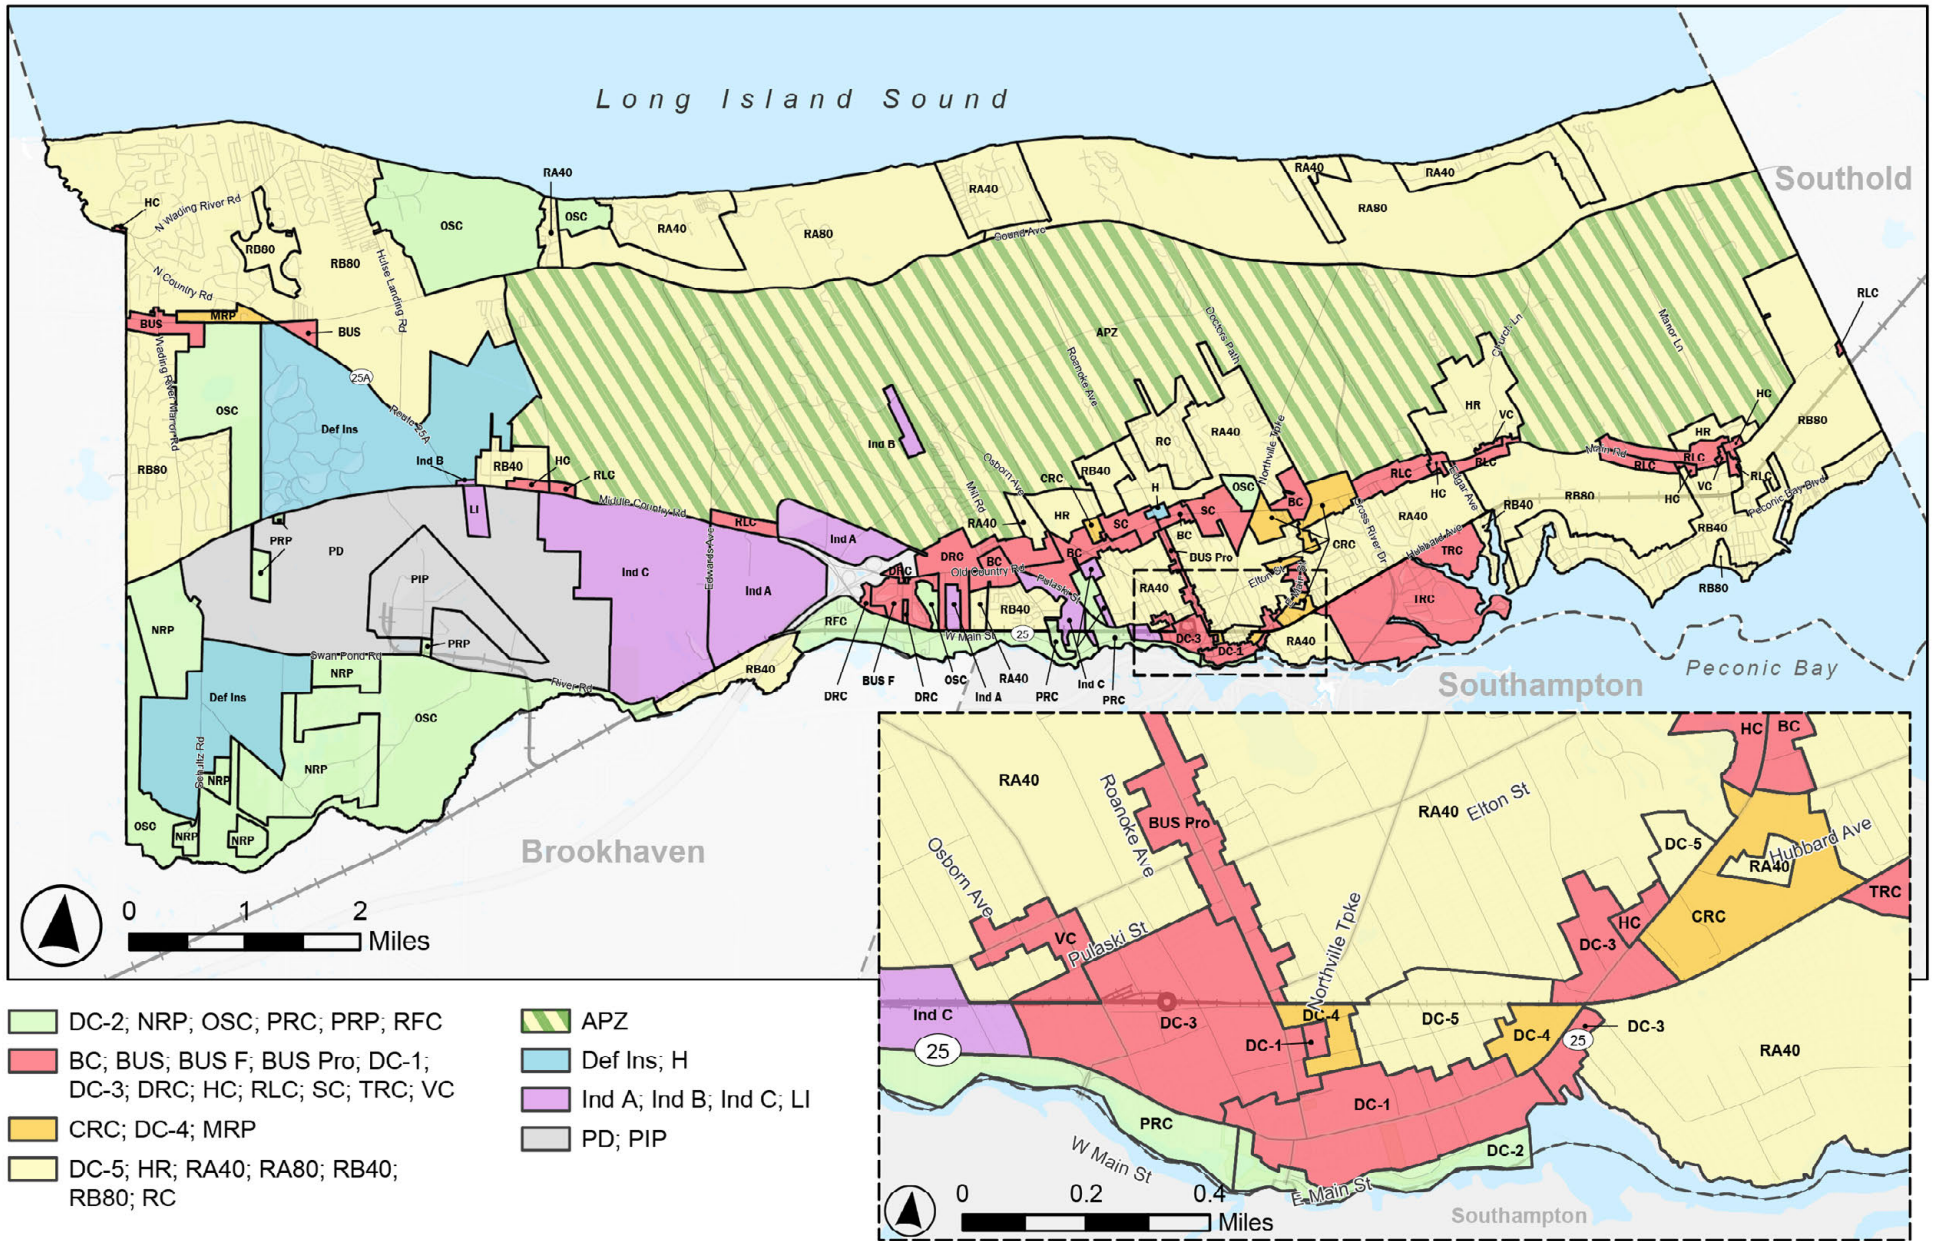 Long Island Sound
Southold
RA40
HC
N Wading River Rd
RB80
RB80
OSC
OSC
RA40
RA80
RA40
Sound Ave
RA40
RA40
RA80
N Country Rd
Hulse Landing Rd
BUS
MRP
BUS
25A
Route 25A
Wading River Manor Rd
OSC
RB80
Def Ins
Ind B
RB40
HC
RLC
LI
Middle Country Rd
APZ
Ind B
Roanoke Ave
Doctors Path
Church Ln
Manor Ln
RLC
Osborn Ave
Mill Rd
CRC
RB40
RC
RA40
Northville Tpke
HR
VC
HC
HR
RB80
Main Rd
RLC
RLC
RLC
HC
VC
Peconic Bay Blvd
RLC
RLC
HC
Edgar Ave
RB40
RB80
RB40
RB80
H
OSC
BC
SC
SC
BC
BUS Pro
CRC
RA40
Cross River Dr
Hubbard Ave
TRC
TRC
RA40
HR
BC
RLC
Ind A
DRC
BC
Old Country Rd
DRC
Pulaski St
RA40
Elton St
E Main St
PRP
PD
PIP
PRP
Ind C
Edwards Ave
Ind A
RFC
RB40
W Main St
25
DC-3
DC-1
RA40
NRP
Swan Pond Rd
NRP
Def Ins
OSC
River Rd
RB40
DRC
BUS F
DRC
OSC
Ind A
RA40
PRC
Ind C
PRC
Southampton
Peconic Bay
Schultz Rd
NRP
NRP
OSC
NRP
NRP
Brookhaven
0 1 2
Miles
RA40
Roanoke Ave
BUS Pro
RA40
Elton St
HC
BC
DC-5
RA40
Hubbard Ave
TRC
Osborn Ave
VC
Pulaski St
Northville Tpke
HC
DC-3
CRC
Ind C
25
DC-3
DC-4
DC-1
DC-5
DC-4
DC-3
25
RA40
DC-1
PRC
DC-2
W Main St
E Main St
0 0.2 0.4
Miles
Southampton
DC-2; NRP; OSC; PRC; PRP; RFC
BC; BUS; BUS F; BUS Pro; DC-1;
DC-3; DRC; HC; RLC; SC; TRC; VC
CRC; DC-4; MRP
DC-5; HR; RA40; RA80; RB40;
RB80; RC
APZ
Def Ins; H
Ind A; Ind B; Ind C; LI
PD; PIP